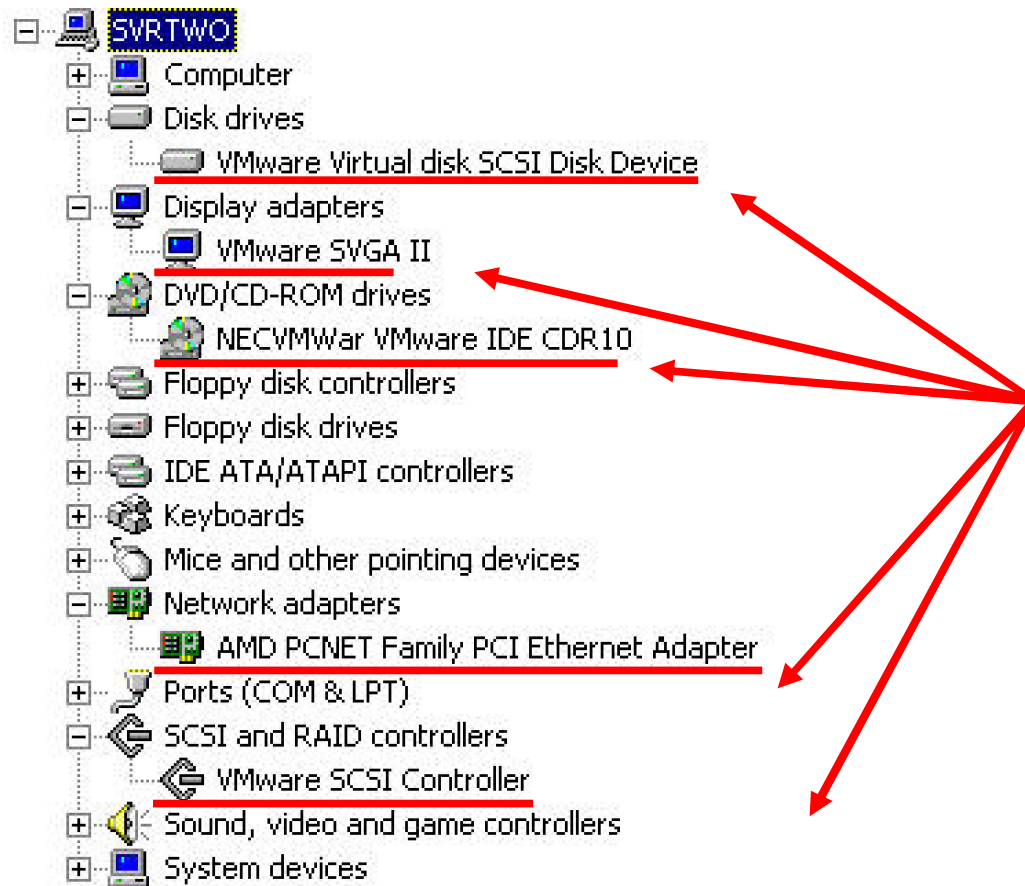 SVRTWO
Computer
Disk drives
VMware Virtual disk SCSI Disk Device
Display adapters
VMware SVGA II
DVD/CD-ROM drives
NECVMWar VMware IDE CDR10
Floppy disk controllers
Floppy disk drives
IDE ATA/ATAPI controllers
Keyboards
Mice and other pointing devices
Network adapters
AMD PCNET Family PCI Ethernet Adapter
Ports (COM & LPT)
SCSI and RAID controllers
VMware SCSI Controller
Sound, video and game controllers
System devices